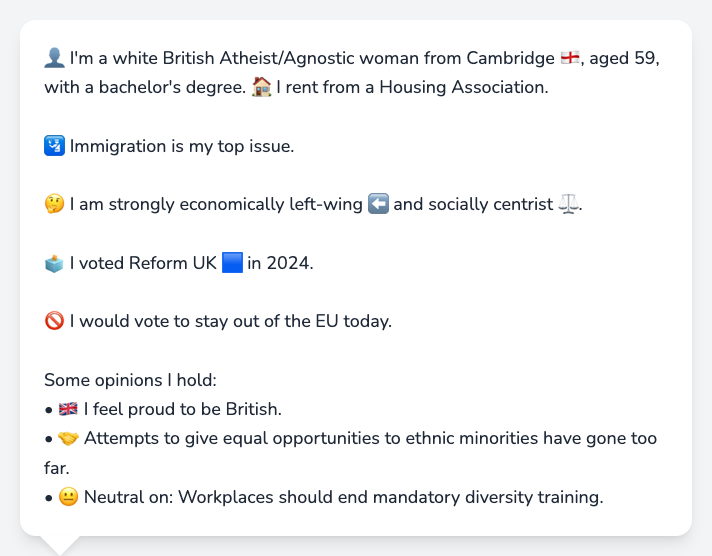 👤 I'm a white British Atheist/Agnostic woman from Cambridge 🏴󠁧󠁢󠁥󠁮󠁧󠁿, aged 59,
with a bachelor's degree. 🏠 I rent from a Housing Association.
🛂 Immigration is my top issue.
🤔 I am strongly economically left-wing ⬅️ and socially centrist ⚖️.
🗳️ I voted Reform UK 🟦 in 2024.
🚫 I would vote to stay out of the EU today.
Some opinions I hold:
• 🇬🇧 I feel proud to be British.
• 🤝 Attempts to give equal opportunities to ethnic minorities have gone too
far.
• 😐 Neutral on: Workplaces should end mandatory diversity training.